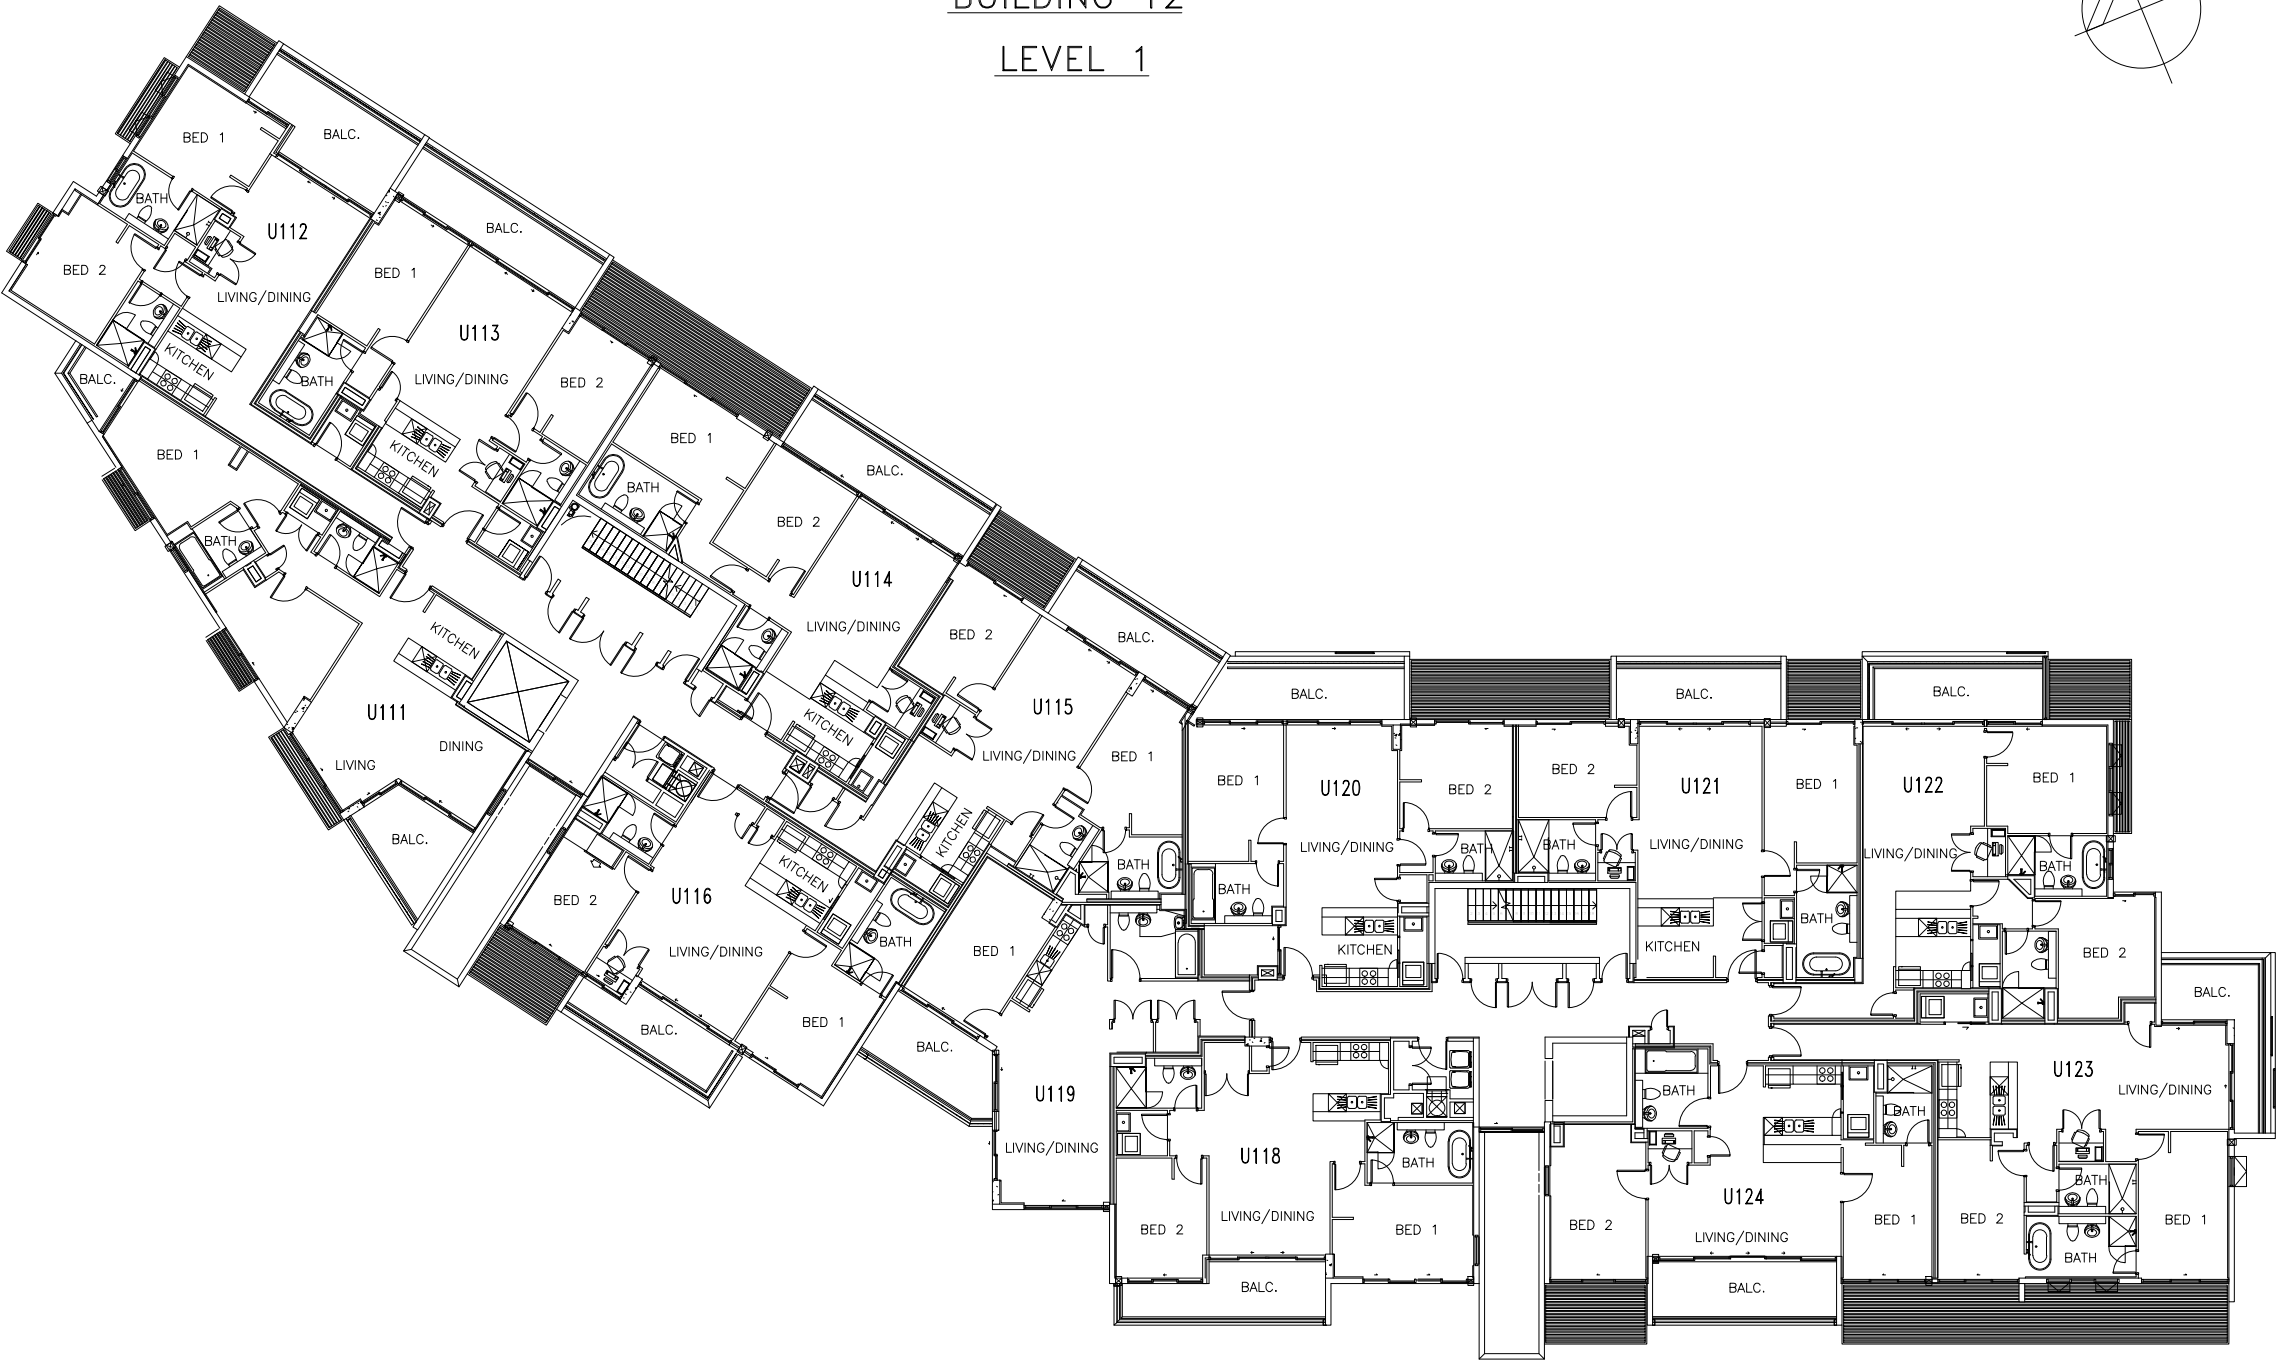 BUILDING 12
LEVEL 1
BED 1
BALC.
BATH
U112
BED 2
LIVING/DINING
KITCHEN
BALC.
BED 1
U113
LIVING/DINING
BATH
BED 2
KITCHEN
BALC.
BED 1
BATH
KITCHEN
U111
DINING
LIVING
BALC.
BED 1
BATH
BALC.
BED 2
U114
LIVING/DINING
KITCHEN
BED 2
BALC.
U115
LIVING/DINING
BED 1
KITCHEN
BATH
KITCHEN
U116
BED 2
LIVING/DINING
BATH
BED 1
BALC.
BED 1
BALC.
U119
LIVING/DINING
BALC.
BED 1
U120
LIVING/DINING
BATH
KITCHEN
BED 2
BATH
BALC.
BED 2
U121
LIVING/DINING
BATH
KITCHEN
BED 1
BATH
BALC.
U122
BED 1
LIVING/DINING
BATH
BED 2
BALC.
U123
LIVING/DINING
BATH
BED 2
BED 1
BATH
U118
LIVING/DINING
BATH
BED 2
BED 1
BALC.
BATH
BATH
U124
BED 2
BED 1
LIVING/DINING
BALC.